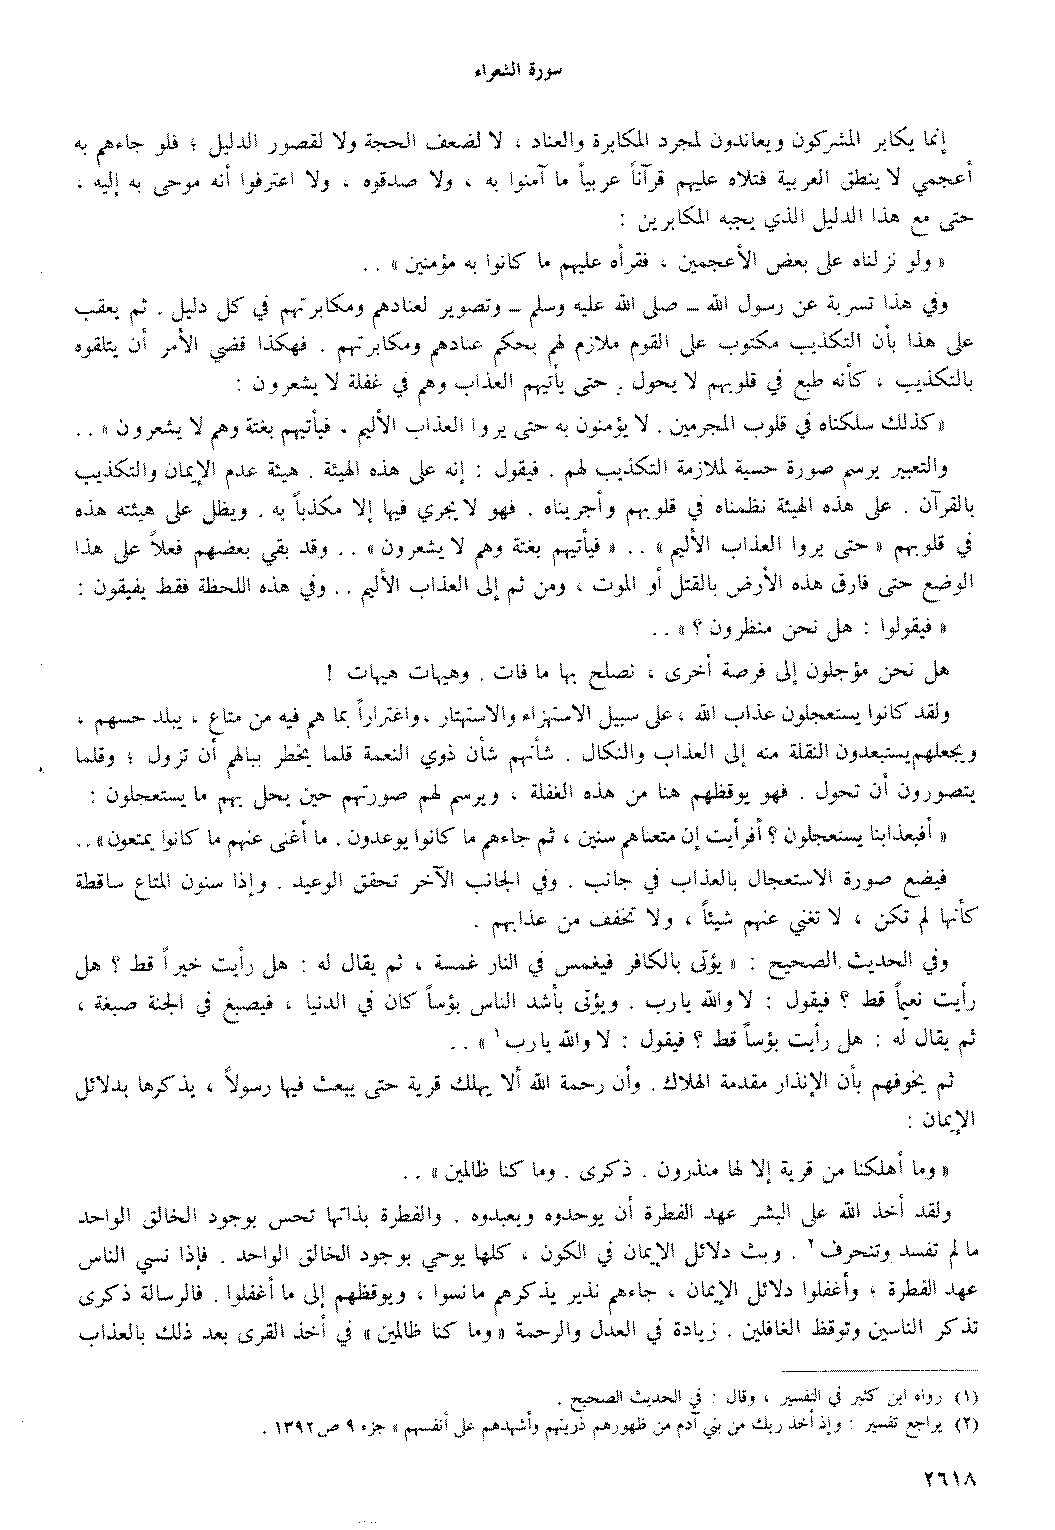 سورة الشعراء
إنما يكابر المشركون ويعاندون لمجرد المكابرة والعناد ، لا لضعف الحجة ولا لقصور الدليل ؛ فلو جاءهم به
أعجمي لا ينطق العربية فتلاه عليهم قرآناً عربياً ما آمنوا به ، ولا صدقوه ، ولا اعترفوا أنه موحى به إليه ،
حتى مع هذا الدليل الذي يجبه المكابرين :
« ولو نزلناه على بعض الأعجمين ، فقرأه عليهم ما كانوا به مؤمنين » . .
وفي هذا تسرية عن رسول الله – صلى الله عليه وسلم – وتصوير لعنادهم ومكابرتهم في كل دليل . ثم يعقب
على هذا بأن التكذيب مكتوب على القوم ملازم لهم بحكم عنادهم ومكابرتهم . فهكذا قضي الأمر أن يتلقوه
بالتكذيب ، كأنه طبع في قلوبهم لا يحول . حتى يأتيهم العذاب وهم في غفلة لا يشعرون :
« كذلك سلكناه في قلوب المجرمين . لا يؤمنون به حتى يروا العذاب الأليم . فيأتيهم بغتة وهم لا يشعرون » . .
والتعبير يرسم صورة حسية لملازمة التكذيب لهم . فيقول : إنه على هذه الهيئة . هيئة عدم الإيمان والتكذيب
بالقرآن . على هذه الهيئة نظمناه في قلوبهم وأجريناه . فهو لا يجري فيها إلا مكذباً به . ويظل على هيئته هذه
في قلوبهم « حتى يروا العذاب الأليم » . . « فيأتيهم بغتة وهم لا يشعرون » . . وقد بقي بعضهم فعلاً على هذا
الوضع حتى فارق هذه الأرض بالقتل أو الموت ، ومن ثم إلى العذاب الأليم . . وفي هذه اللحظة فقط يفيقون :
« فيقولوا : هل نحن منظرون ؟ » . .
هل نحن مؤجلون إلى فرصة أخرى ، نصلح بها ما فات . وهيهات هيهات !
ولقد كانوا يستعجلون عذاب الله ، على سبيل الاستهزاء والاستهتار ، واغتراراً بما هم فيه من متاع ، يبلد حسهم ،
ويجعلهم يستبعدون النقلة منه إلى العذاب والنكال . شأنهم شأن ذوي النعمة قلما يخطر ببالهم أن تزول ؛ وقلما
يتصورون أن تحول . فهو يوقظهم هنا من هذه الغفلة ، ويرسم لهم صورتهم حين يحل بهم ما يستعجلون :
« أفبعذابنا يستعجلون ؟ أفرأيت إن متعناهم سنين ، ثم جاءهم ما كانوا يوعدون . ما أغنى عنهم ما كانوا يمتعون » . .
فيضع صورة الاستعجال بالعذاب في جانب . وفي الجانب الآخر تحقق الوعيد . وإذا سنون المتاع ساقطة
كأنها لم تكن ، لا تغني عنهم شيئاً ، ولا تخفف من عذابهم .
وفي الحديث الصحيح : « يؤتى بالكافر فيغمس في النار غمسة ، ثم يقال له : هل رأيت خيراً قط ؟ هل
رأيت نعيماً قط ؟ فيقول : لا والله يارب . ويؤتى بأشد الناس بؤساً كان في الدنيا ، فيصبغ في الجنة صبغة ،
ثم يقال له : هل رأيت بؤساً قط ؟ فيقول : لا والله يارب ١ » . .
ثم يخوفهم بأن الإنذار مقدمة الهلاك . وأن رحمة الله ألا يهلك قرية حتى يبعث فيها رسولاً ، يذكرها بدلائل
الإيمان :
« وما أهلكنا من قرية إلا لها منذرون . ذكرى . وما كنا ظالمين » . .
ولقد أخذ الله على البشر عهد الفطرة أن يوحدوه ويعبدوه . والفطرة بذاتها تحس بوجود الخالق الواحد
ما لم تفسد وتنحرف ٢ . وبث دلائل الإيمان في الكون ، كلها يوحي بوجود الخالق الواحد . فإذا نسي الناس
عهد الفطرة ؛ وأغفلوا دلائل الإيمان ، جاءهم نذير يذكرهم ما نسوا ، ويوقظهم إلى ما أغفلوا . فالرسالة ذكرى
تذكر الناسين وتوقظ الغافلين . زيادة في العدل والرحمة « وما كنا ظالمين » في أخذ القرى بعد ذلك بالعذاب
(١) رواه ابن كثير في التفسير ، وقال : في الحديث الصحيح .
(٢) يراجع تفسير : وإذ أخذ ربك من بني آدم من ظهورهم ذريتهم وأشهدهم على أنفسهم » جزء ٩ ص ١٣٩٢ .
٢٦١٨